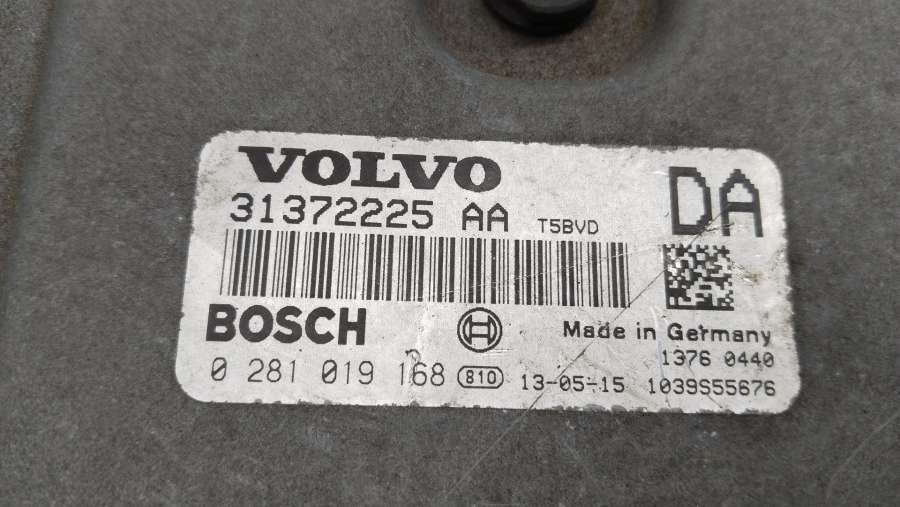 VOLVO
31372225 AA T5BVD
DA
BOSCH
Made in Germany
1376 0440
0 281 019 168 810 13-05-15 1039S55676